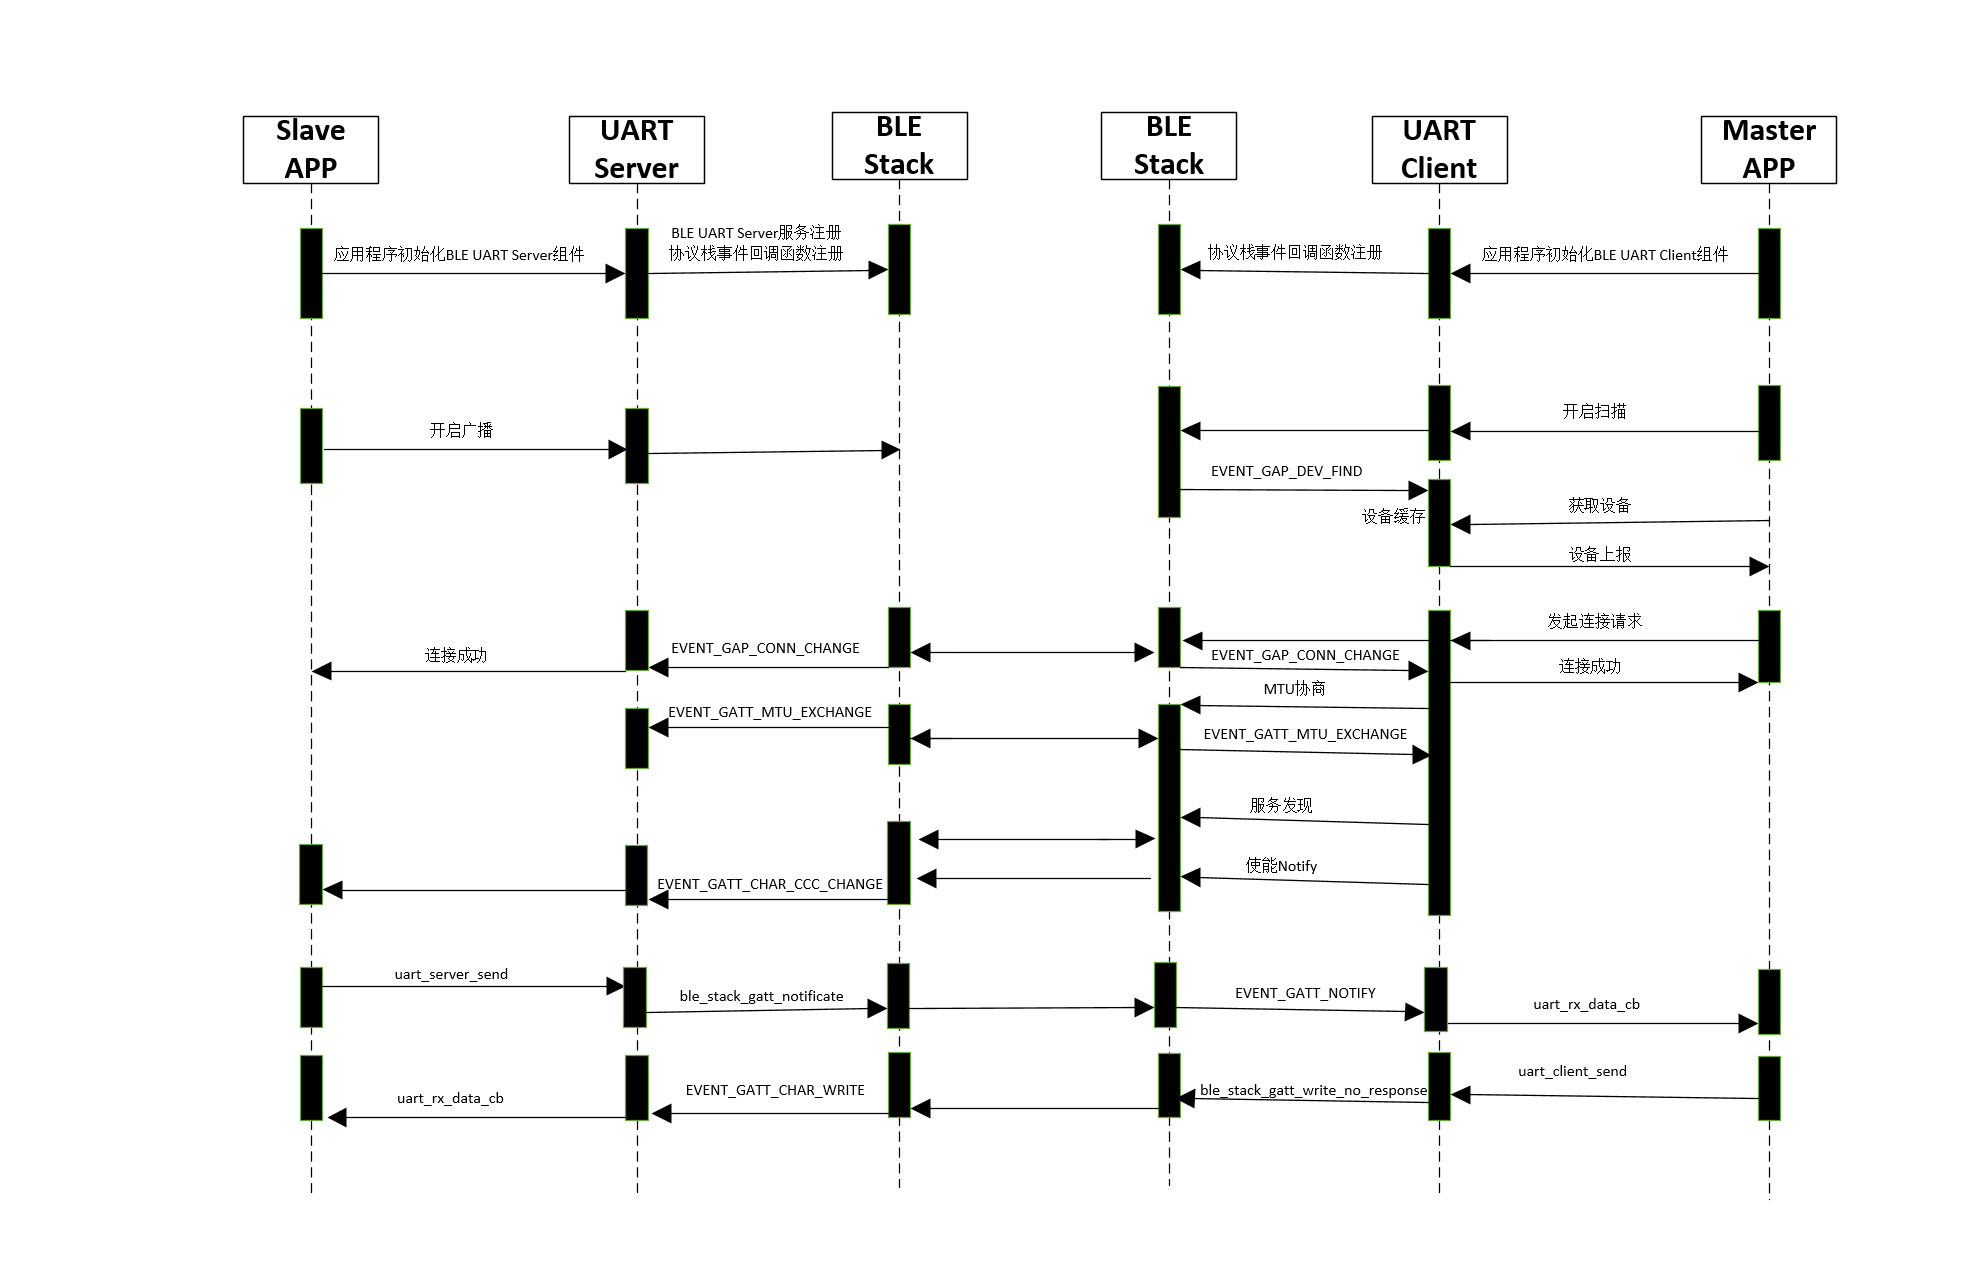 Slave
APP
UART
Server
BLE
Stack
BLE
Stack
UART
Client
Master
APP
应用程序初始化BLE UART Server组件
BLE UART Server服务注册
协议栈事件回调函数注册
协议栈事件回调函数注册
应用程序初始化BLE UART Client组件
开启广播
开启扫描
EVENT_GAP_DEV_FIND
设备缓存
获取设备
设备上报
发起连接请求
连接成功
EVENT_GAP_CONN_CHANGE
EVENT_GAP_CONN_CHANGE
连接成功
MTU协商
EVENT_GATT_MTU_EXCHANGE
EVENT_GATT_MTU_EXCHANGE
服务发现
使能Notify
EVENT_GATT_CHAR_CCC_CHANGE
uart_server_send
ble_stack_gatt_notificate
EVENT_GATT_NOTIFY
uart_rx_data_cb
uart_client_send
ble_stack_gatt_write_no_response
EVENT_GATT_CHAR_WRITE
uart_rx_data_cb